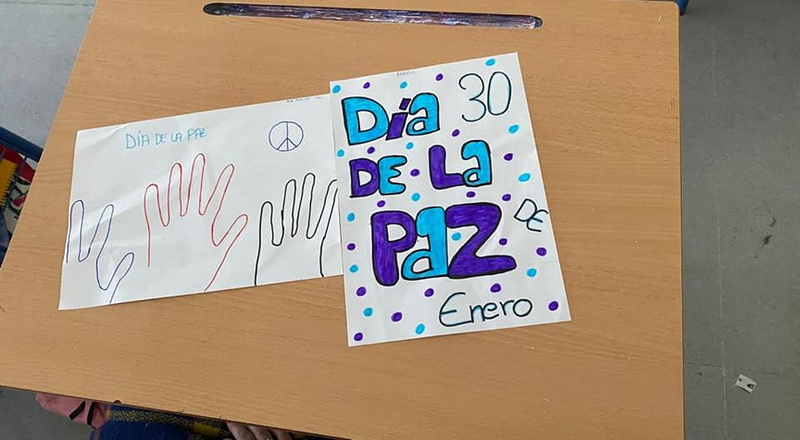 DÍA DE LA PAZ
30
Día
DE La
PaZ
DE
Enero